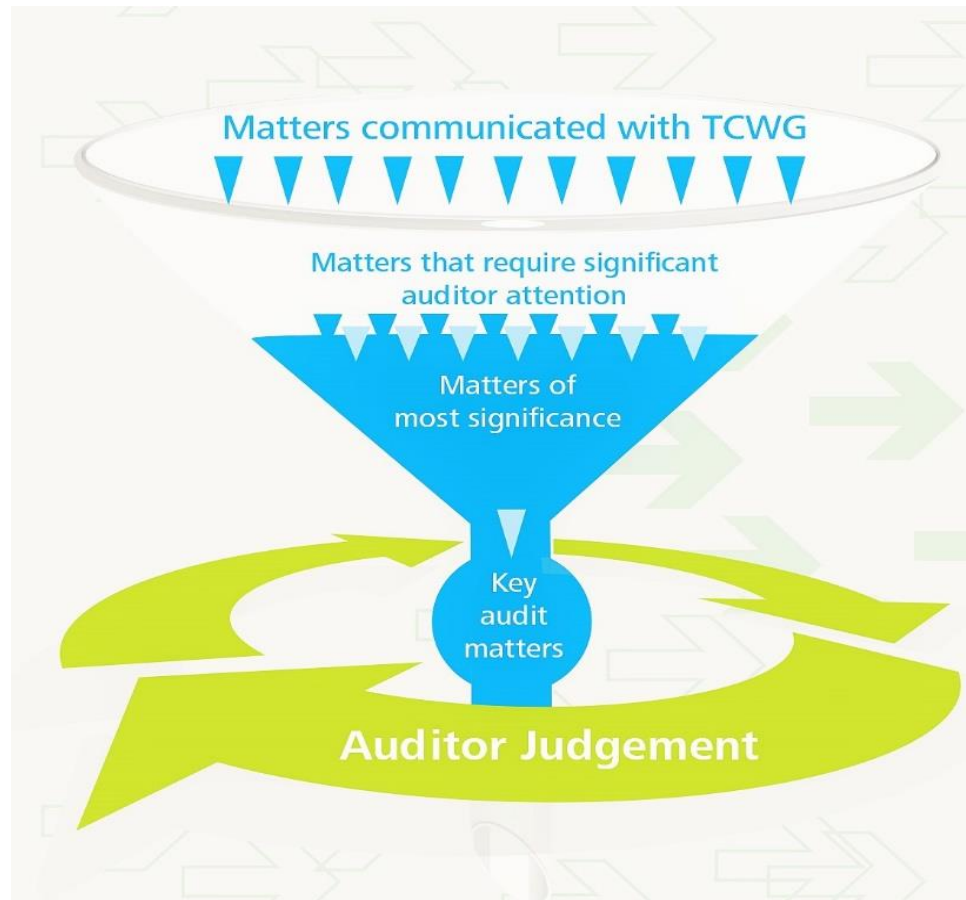 Matters communicated with TCWG
Matters that require significant
auditor attention
Matters of
most significance
Key
audit
matters
Auditor Judgement